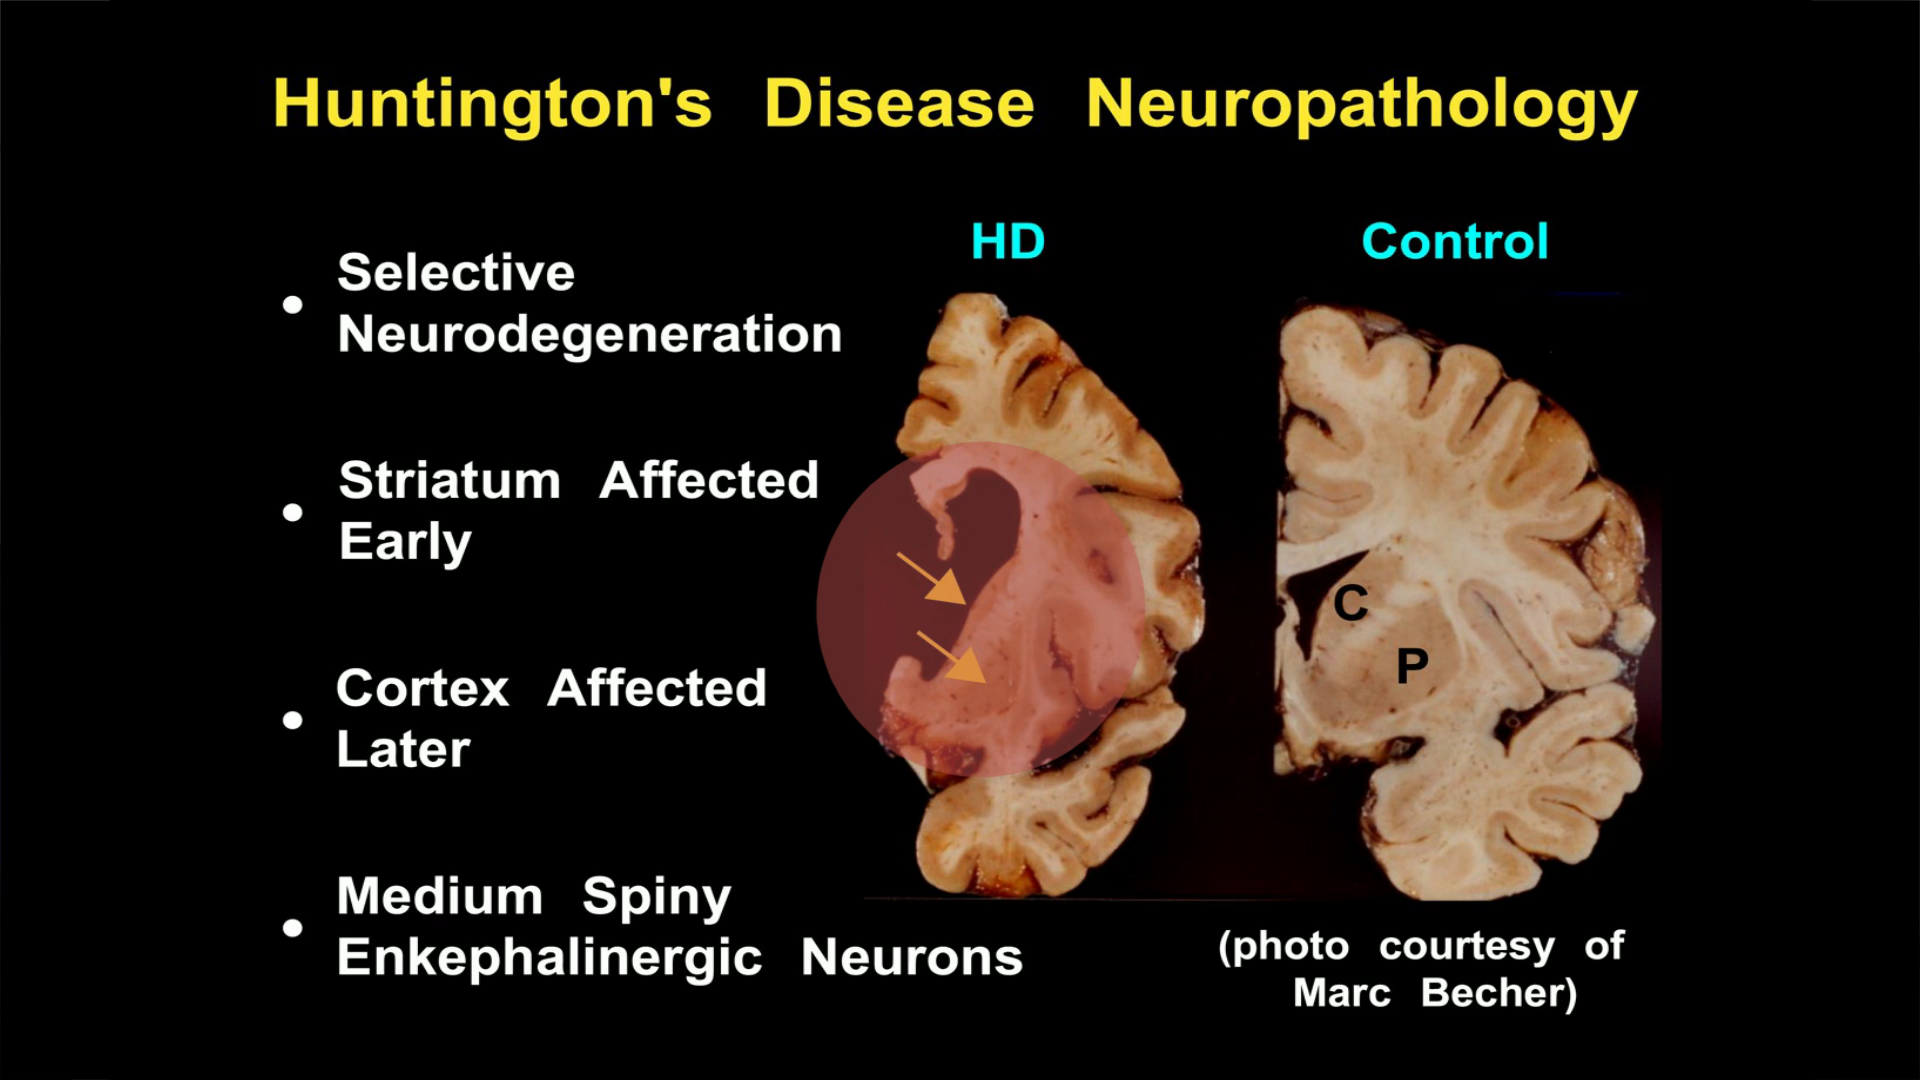 Huntington's Disease Neuropathology
HD
Control
• Selective
Neurodegeneration
• Striatum Affected
Early
C
P
• Cortex Affected
Later
• Medium Spiny
Enkephalinergic Neurons
(photo courtesy of
Marc Becher)